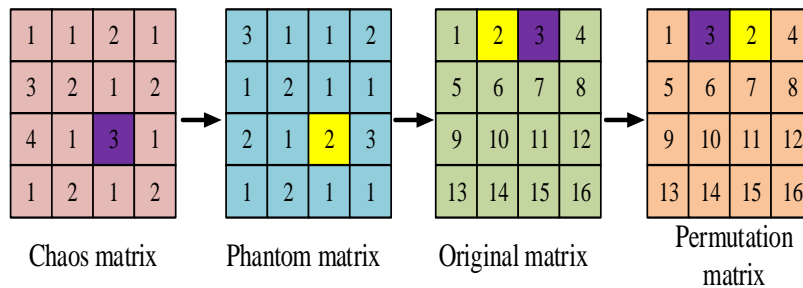 1 1 2 1
3 2 1 2
4 1 3 1
1 2 1 2
Chaos matrix
3 1 1 2
1 2 1 1
2 1 2 3
1 2 1 1
Phantom matrix
1 2 3 4
5 6 7 8
9 10 11 12
13 14 15 16
Original matrix
1 3 2 4
5 6 7 8
9 10 11 12
13 14 15 16
Permutation
matrix